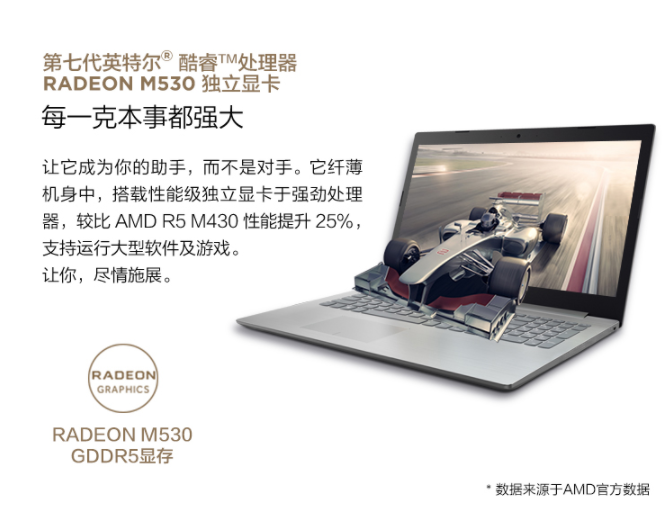 第七代英特尔® 酷睿™处理器
RADEON M530 独立显卡
每一克本事都强大
让它成为你的助手，而不是对手。它纤薄
机身中，搭载性能级独立显卡于强劲处理
器，较比 AMD R5 M430 性能提升 25%，
支持运行大型软件及游戏。
让你，尽情施展。
RADEON
GRAPHICS
RADEON M530
GDDR5显存
* 数据来源于AMD官方数据